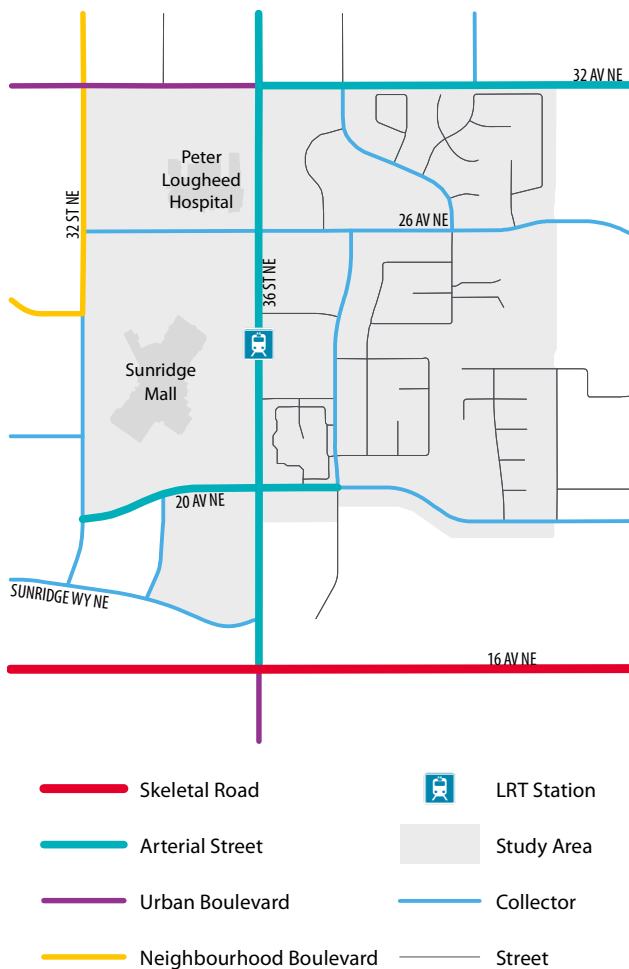 32 AV NE
Peter
Lougheed
Hospital
32 ST NE
26 AV NE
36 ST NE
Sunridge
Mall
20 AV NE
SUNRIDGE WY NE
16 AV NE
Skeletal Road
LRT Station
Arterial Street
Study Area
Urban Boulevard
Collector
Neighbourhood Boulevard
Street